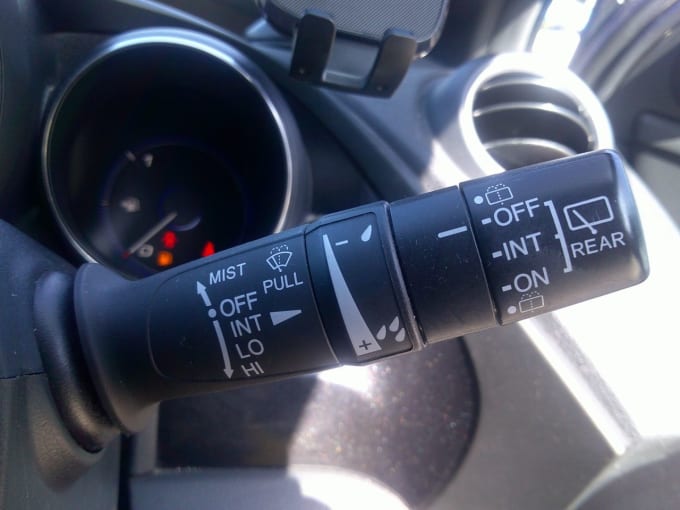 MIST
OFF
INT
LO
HI
PULL
-
+
-OFF
-INT
-ON
REAR